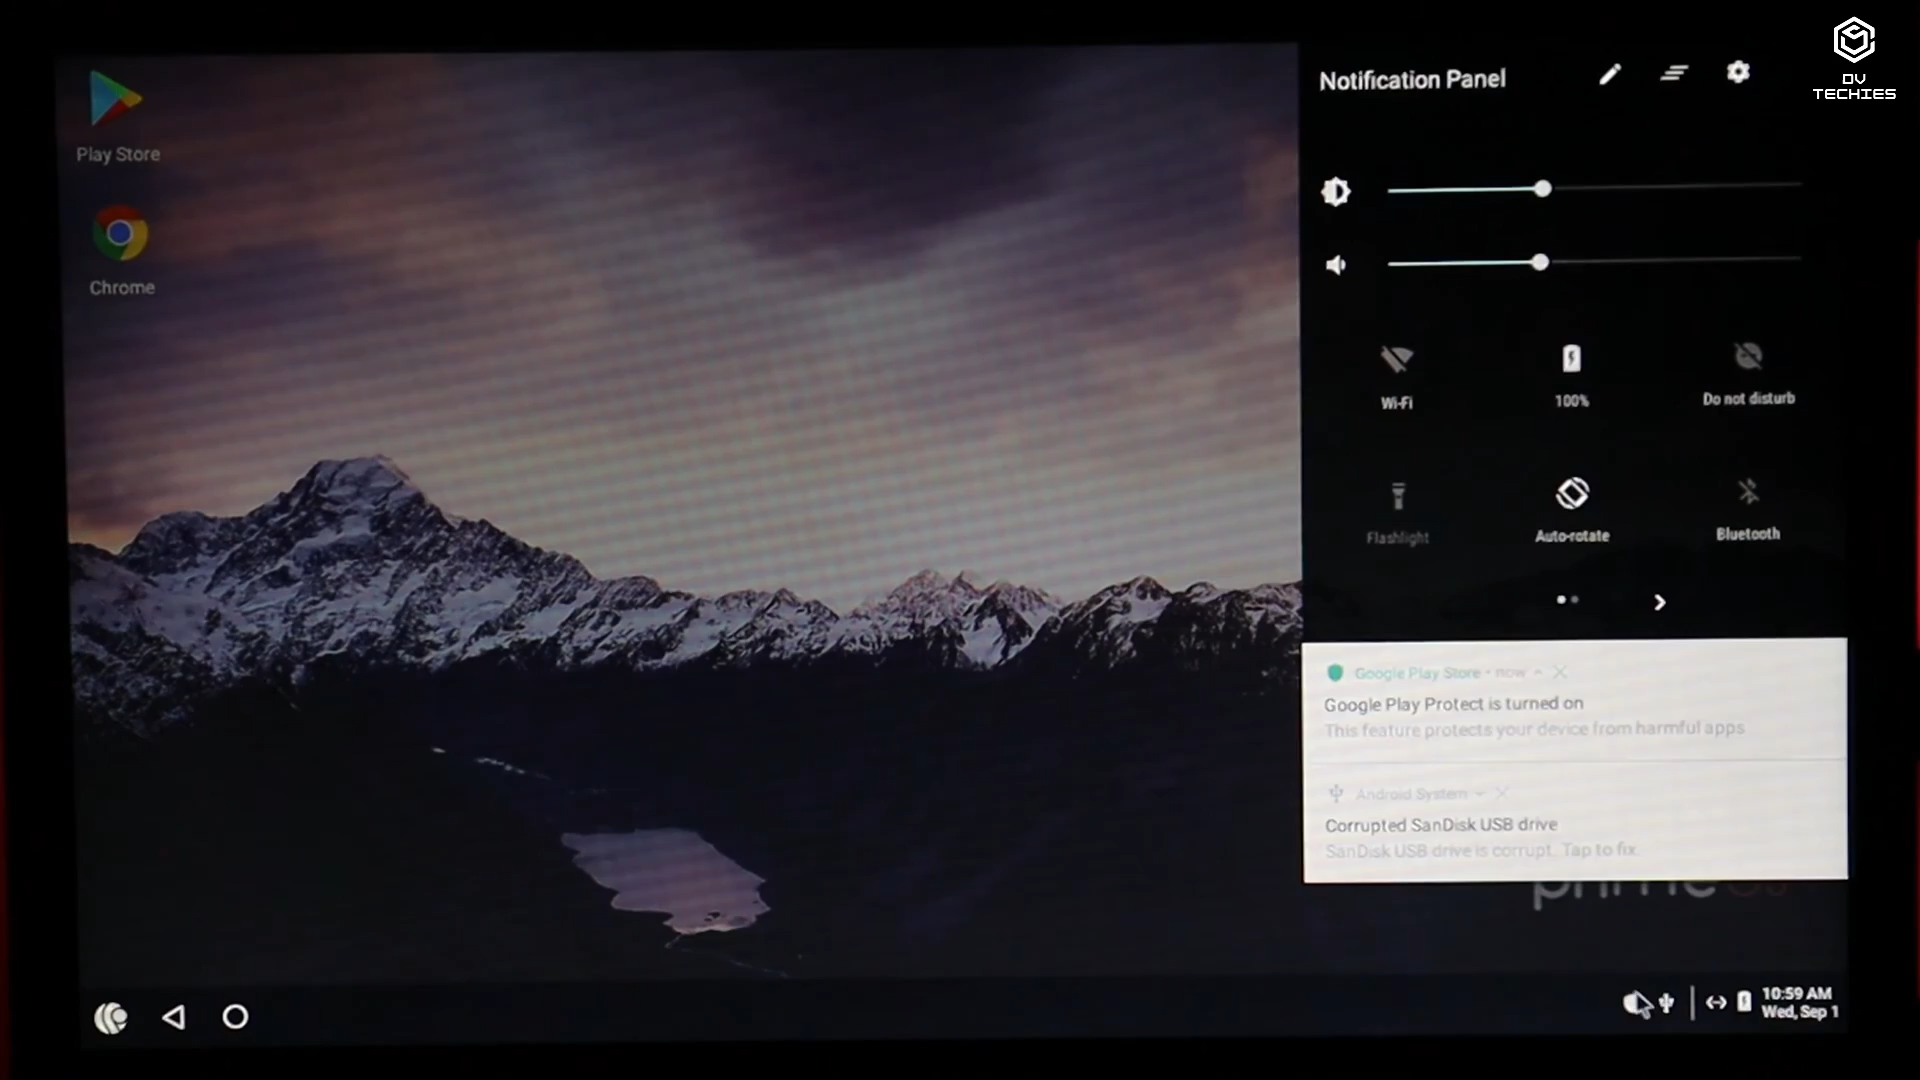 Play Store
Chrome
Notification Panel
DV
TECHIES
Wi-Fi
100%
Do not disturb
Flashlight
Auto-rotate
Bluetooth
Google Play Store • now
Google Play Protect is turned on
This feature protects your device from harmful apps
Android System
Corrupted SanDisk USB drive
SanDisk USB drive is corrupt. Tap to fix.
10:59 AM
Wed, Sep 1